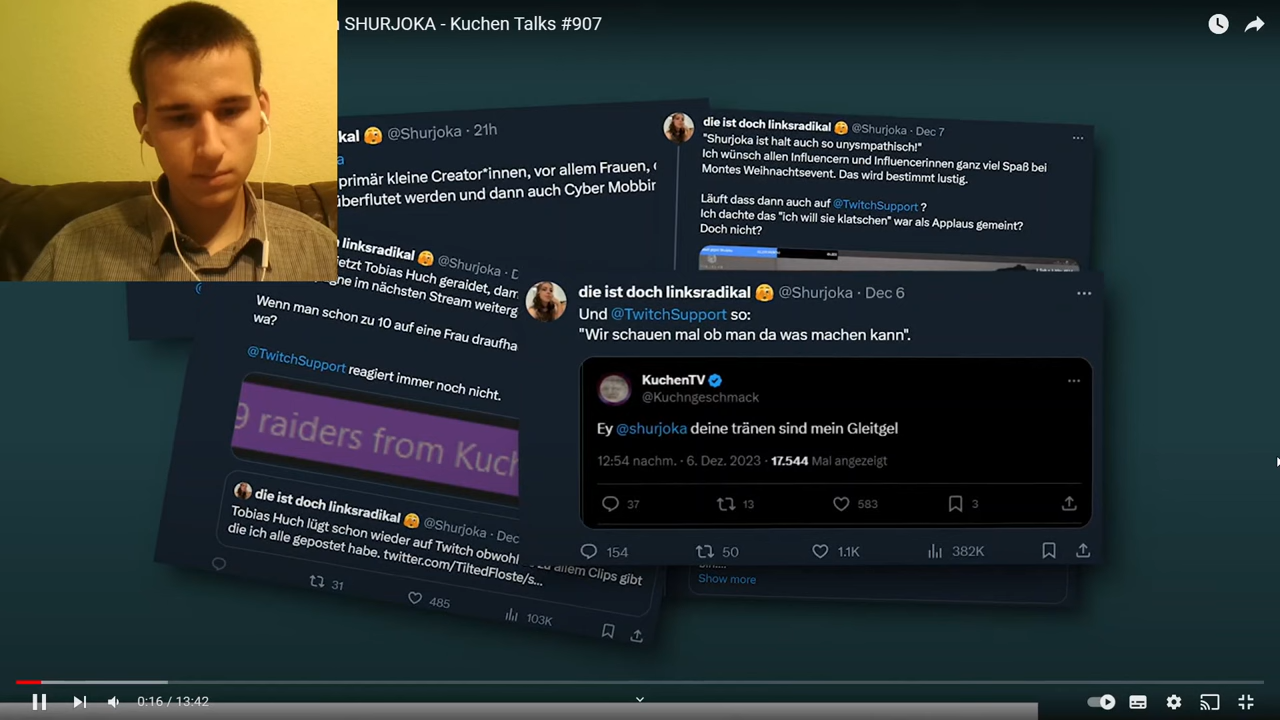 SHURJOKA - Kuchen Talks #907
kal @Shurjoka · 21h
primär kleine Creator*innen, vor allem Frauen,
überflutet werden und dann auch Cyber Mobbin
linksradikal @Shurjoka
jetzt Tobias Huch geraidet, dam
im nächsten Stream weiterg
Wenn man schon zu 10 auf eine Frau draufha
wa?
@TwitchSupport reagiert immer noch nicht.
9 raiders from Kuch
die ist doch linksradikal @Shurjoka · Dec
Tobias Huch lügt schon wieder auf Twitch obwohl
zu allem Clips gibt
die ich alle gepostet habe. twitter.com/TiltedFloste/s...
31
485
103K
die ist doch linksradikal @Shurjoka · Dec 7
"Shurjoka ist halt auch so unysmpathisch!"
Ich wünsch allen Influencern und Influencerinnen ganz viel Spaß bei
Montes Weihnachtsevent. Das wird bestimmt lustig.
Läuft dass dann auch auf @TwitchSupport ?
Ich dachte das "ich will sie klatschen" war als Applaus gemeint?
Doch nicht?
die ist doch linksradikal @Shurjoka · Dec 6
Und @TwitchSupport so:
"Wir schauen mal ob man da was machen kann".
KuchenTV
@Kuchngeschmack
Ey @shurjoka deine tränen sind mein Gleitgel
12:54 nachm. · 6. Dez. 2023 · 17.544 Mal angezeigt
37
13
583
3
154
50
1.1K
382K
Show more
0:16 / 13:42